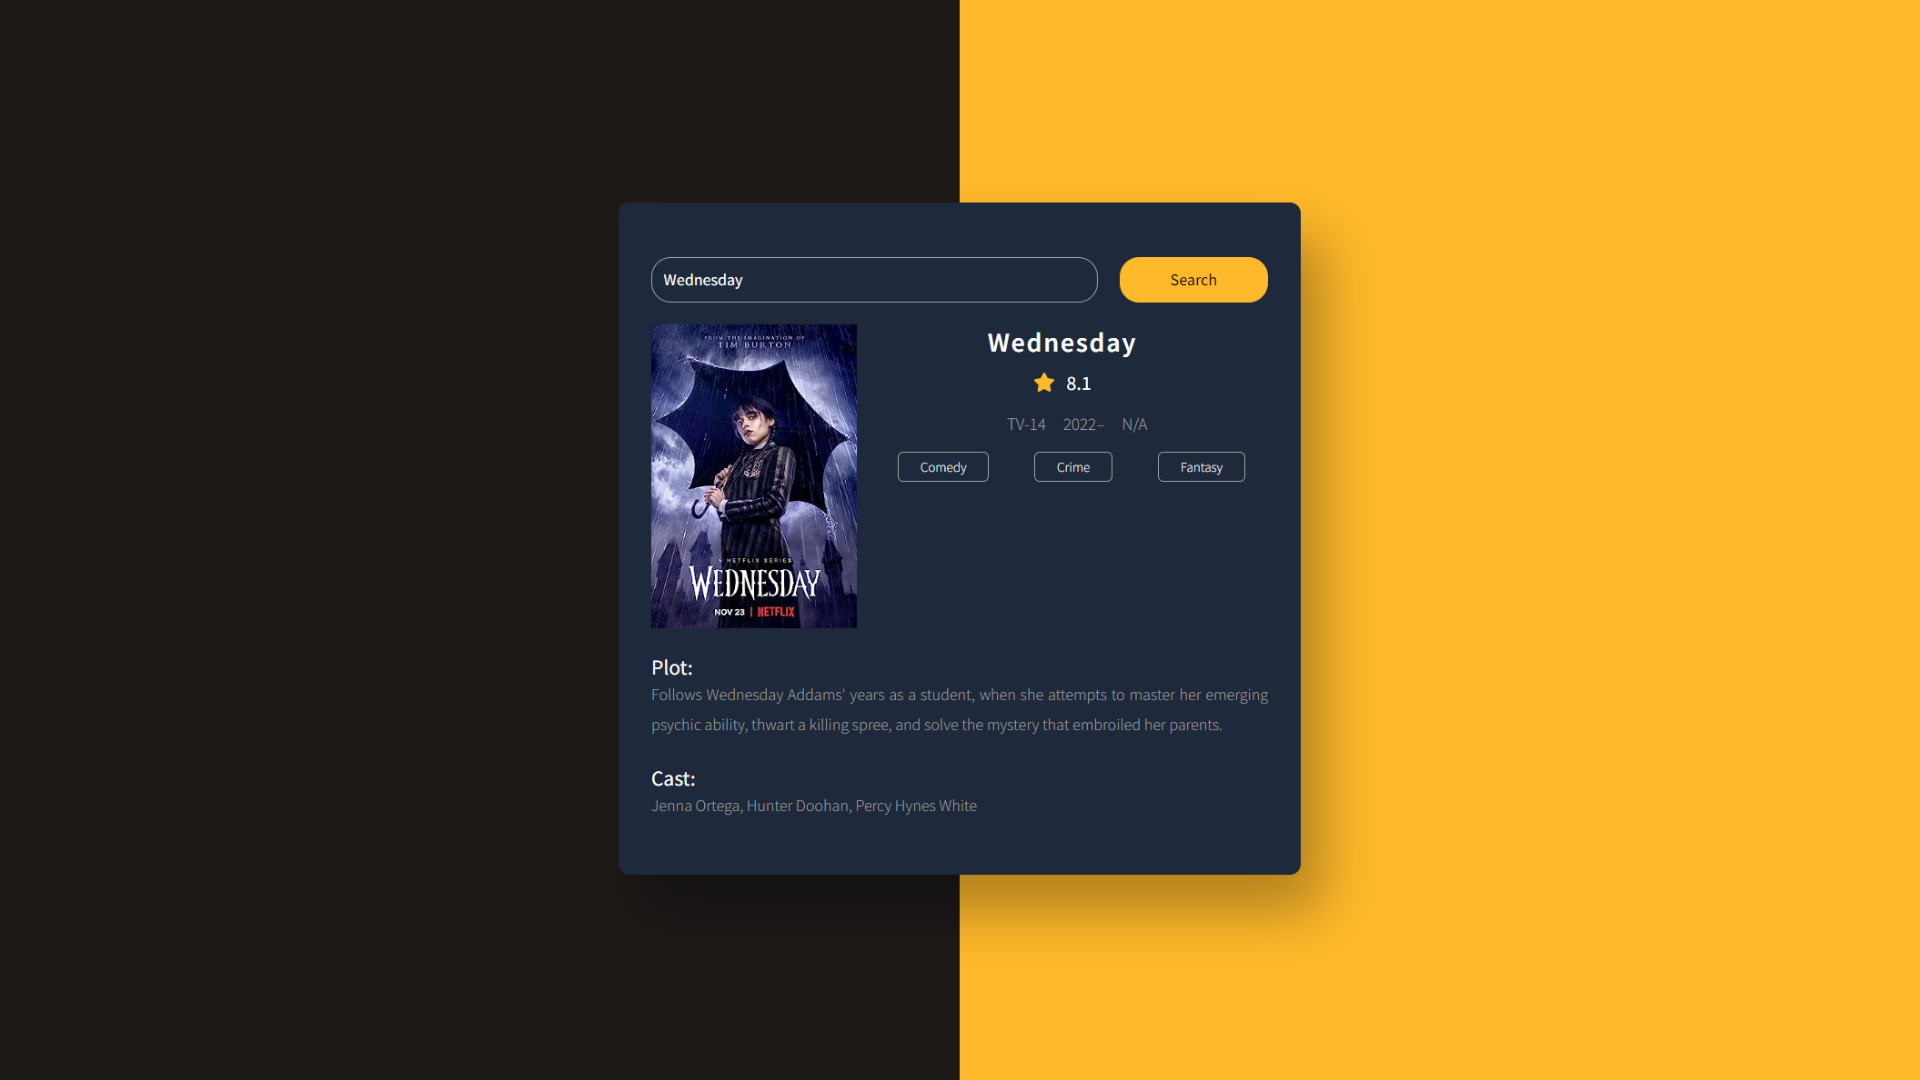 Wednesday
Search
FROM THE IMAGINATION OF
TIM BURTON
A NETFLIX SERIES
WEDNESDAY
NOV 23 | NETFLIX
Wednesday
8.1
TV-14 2022– N/A
Comedy Crime Fantasy
Plot:
Follows Wednesday Addams' years as a student, when she attempts to master her emerging
psychic ability, thwart a killing spree, and solve the mystery that embroiled her parents.
Cast:
Jenna Ortega, Hunter Doohan, Percy Hynes White